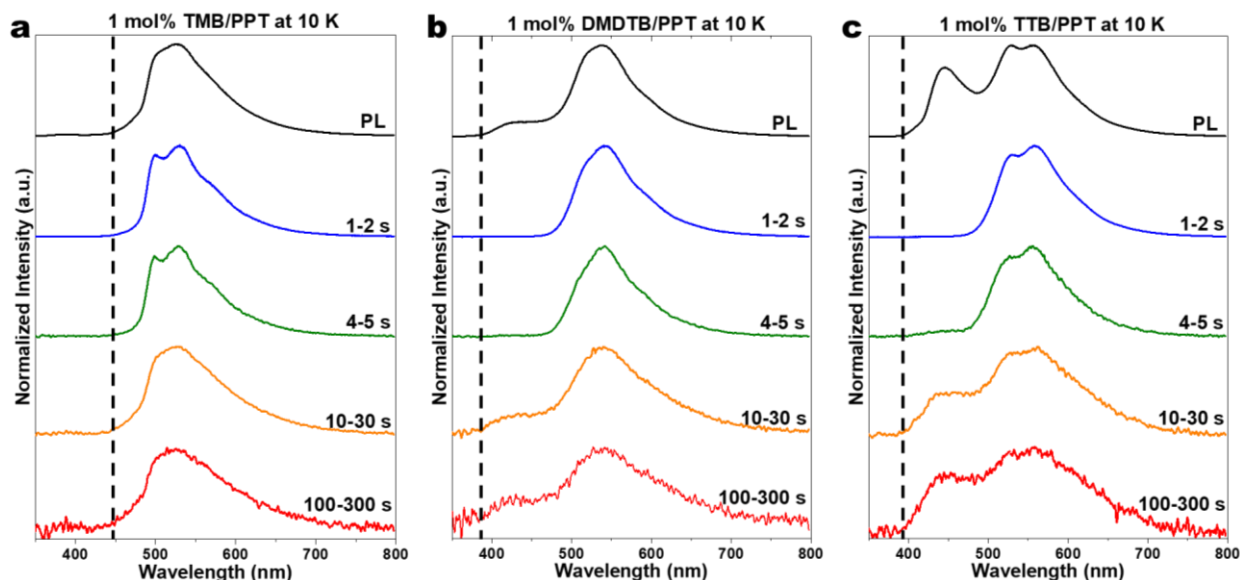 a
1 mol% TMB/PPT at 10 K
Normalized Intensity (a.u.)
PL
1-2 s
4-5 s
10-30 s
100-300 s
400 500 600 700 800
Wavelength (nm)
b
1 mol% DMDTB/PPT at 10 K
Normalized Intensity (a.u.)
PL
1-2 s
4-5 s
10-30 s
100-300 s
400 500 600 700 800
Wavelength (nm)
c
1 mol% TTB/PPT at 10 K
Normalized Intensity (a.u.)
PL
1-2 s
4-5 s
10-30 s
100-300 s
400 500 600 700 800
Wavelength (nm)